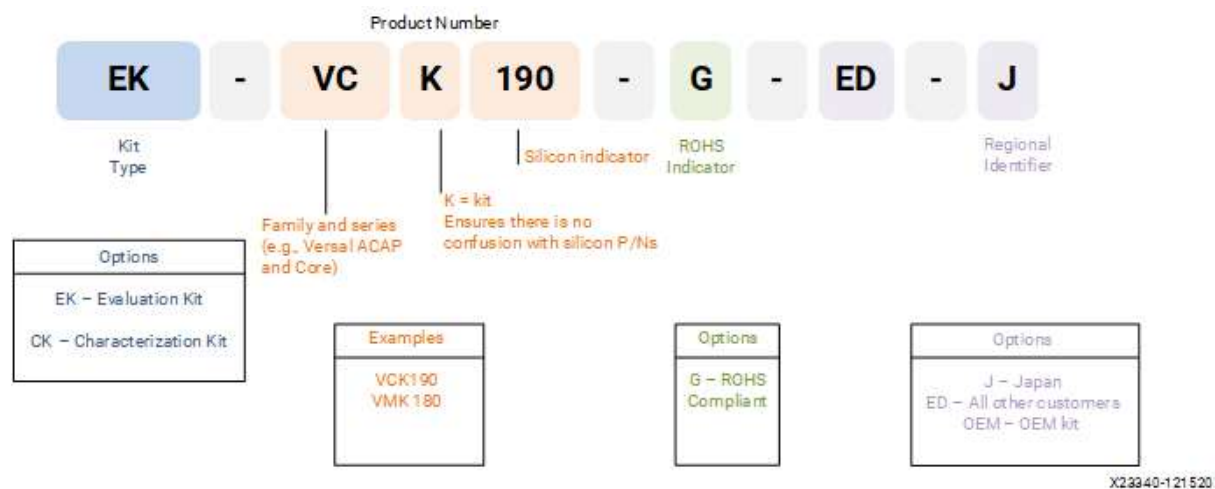 Product Number
EK - VC K 190 - G - ED - J
Kit
Type
Silicon indicator
ROHS
Indicator
Regional
Identifier
K = kit
Ensures there is no
confusion with silicon P/Ns
Family and series
(e.g., Versal ACAP
and Core)
Options
EK – Evaluation Kit
CK – Characterization Kit
Examples
VCK190
VMK180
Options
G – ROHS
Compliant
Options
J – Japan
ED – All other customers
OEM – OEM kit
X23340-121520